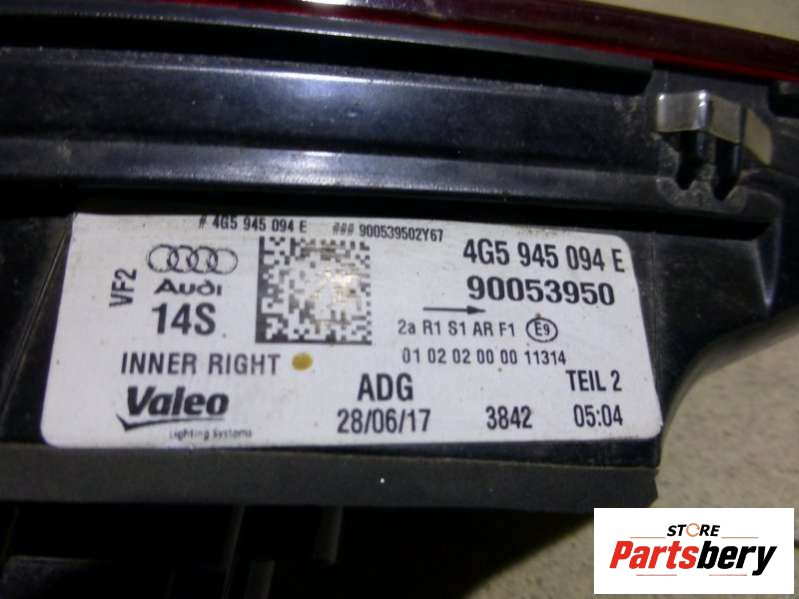 # 4G5 945 094 E ### 900539502Y67
VF2
Audi
14S
INNER RIGHT
Valeo
Lighting Systems
4G5 945 094 E
90053950
2a R1 S1 AR F1 E9
01 02 02 00 00 11314
ADG
TEIL 2
28/06/17 3842 05:04
STORE
Partsbery